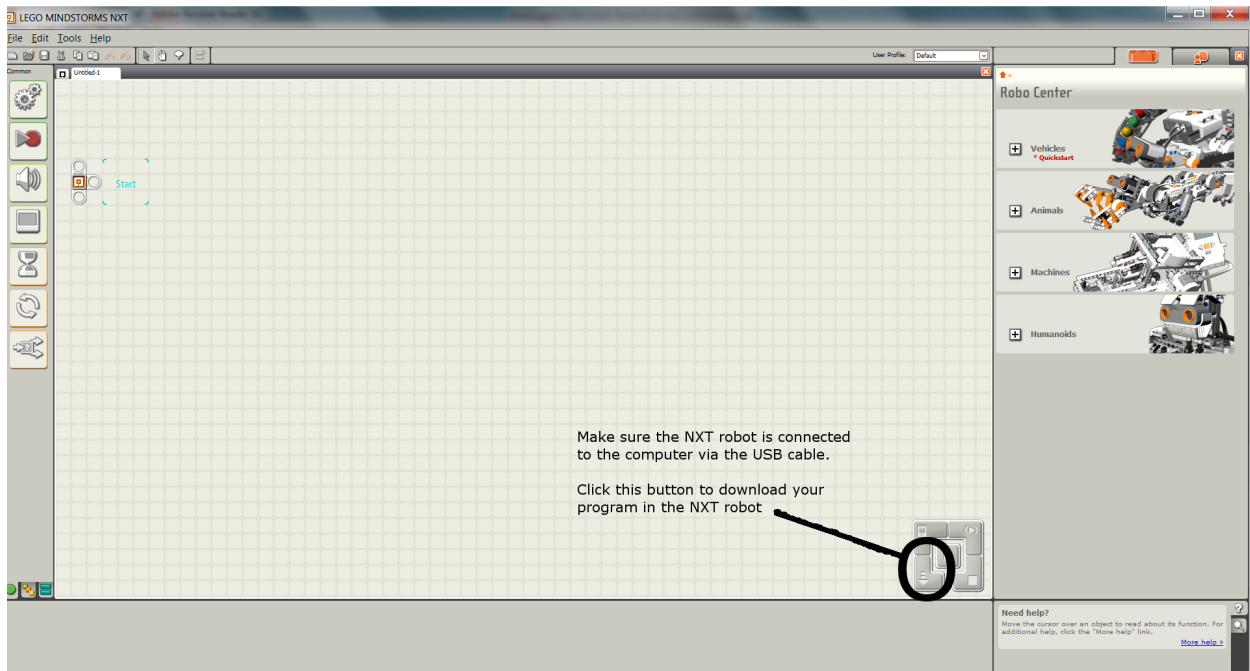 LEGO MINDSTORMS NXT
File Edit Tools Help
User Profile: Default
Common
Untitled-1
Start
Robo Center
Vehicles
* Quickstart
Animals
Machines
Humanoids
Make sure the NXT robot is connected
to the computer via the USB cable.
Click this button to download your
program in the NXT robot
Need help?
Move the cursor over an object to read about its function. For
additional help, click the "More help" link.
More help »